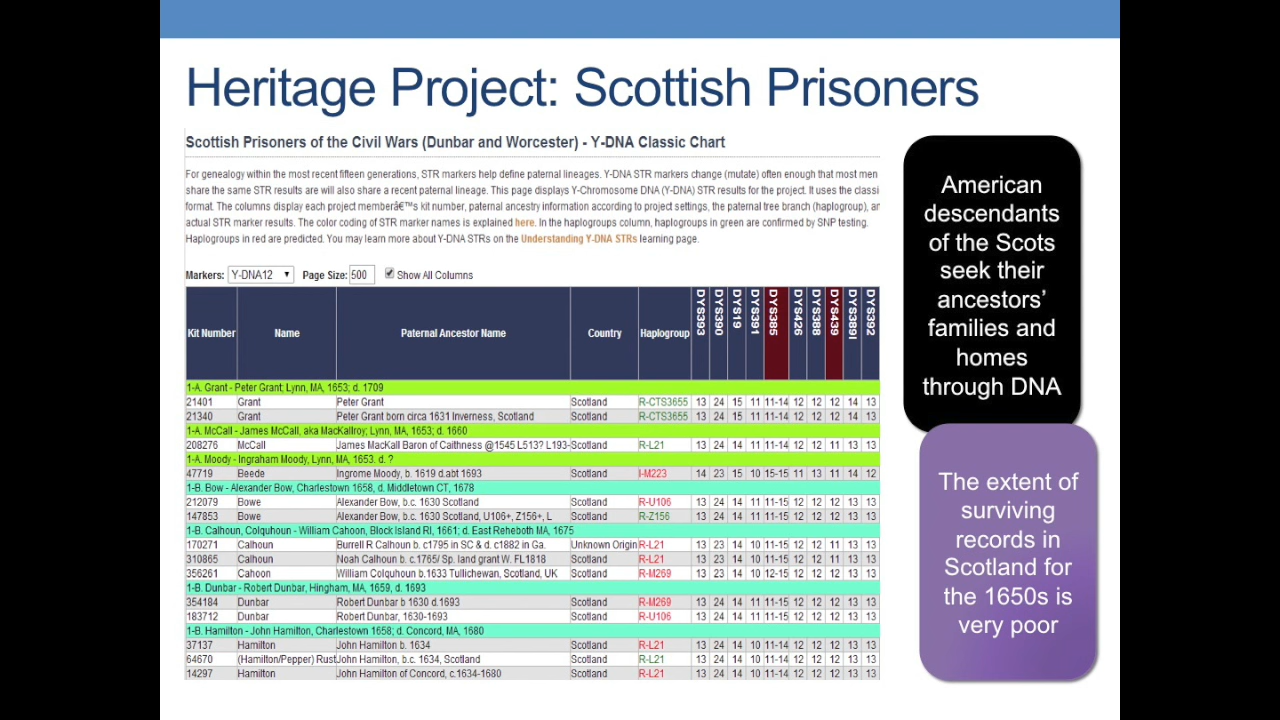 Heritage Project: Scottish Prisoners
Scottish Prisoners of the Civil Wars (Dunbar and Worcester) - Y-DNA Classic Chart
For genealogy within the most recent fifteen generations, STR markers help define paternal lineages. Y-DNA STR markers change (mutate) often enough that most men
share the same STR results are will also share a recent paternal lineage. This page displays Y-Chromosome DNA (Y-DNA) STR results for the project. It uses the classi
format. The columns display each project memberâ€™s kit number, paternal ancestry information according to project settings, the paternal tree branch (haplogroup), ar
actual STR marker results. The color coding of STR marker names is explained here. In the haplogroups column, haplogroups in green are confirmed by SNP testing.
Haplogroups in red are predicted. You may learn more about Y-DNA STRs on the Understanding Y-DNA STRs learning page.
Markers: Y-DNA12 Page Size: 500 Show All Columns
Kit Number Name Paternal Ancestor Name Country Haplogroup DYS393 DYS390 DYS19 DYS391 DYS385 DYS426 DYS388 DYS439 DYS389I DYS392
1-A. Grant - Peter Grant; Lynn, MA, 1653; d. 1709
21401 Grant Peter Grant Scotland R-CTS3655 13 24 15 11 11-14 12 12 12 14 13
21340 Grant Peter Grant born circa 1631 Inverness, Scotland Scotland R-CTS3655 13 24 15 11 11-14 12 12 12 14 13
1-A. McCall - James McCall, aka MacKallroy; Lynn, MA, 1653; d. 1660
208276 McCall James MacKall Baron of Caithness @1545 L513? L193- Scotland R-L21 13 24 14 11 11-14 12 12 11 13 13
1-A. Moody - Ingraham Moody, Lynn, MA, 1653. d. ?
47719 Beede Ingrome Moody, b. 1619 d.abt 1693 Scotland I-M223 14 23 15 10 15-15 11 13 11 14 12
1-B. Bow - Alexander Bow, Charlestown 1658, d. Middletown CT, 1678
212079 Bowe Alexander Bow, b.c. 1630 Scotland Scotland R-U106 13 24 14 11 11-15 12 12 12 13 13
147853 Bowe Alexander Bow, b.c. 1630 Scotland, U106+, Z156+, L Scotland R-Z156 13 24 14 11 11-15 12 12 12 13 13
1-B. Calhoun, Colquhoun - William Cahoon, Block Island RI, 1661; d. East Reheboth MA, 1675
170271 Calhoun Burrell R Calhoun b. c1795 in SC & d. c1882 in Ga. Unknown Origin R-L21 13 23 14 10 11-15 12 12 11 13 13
310865 Calhoun Noah Calhoun b. c.1765/ Sp. land grant W. FL1818 Scotland R-L21 13 23 14 10 11-15 12 12 11 13 13
356261 Cahoon William Colquhoun b.1633 Tullichewan, Scotland, UK Scotland R-M269 13 23 14 10 12-15 12 12 12 13 13
1-B. Dunbar - Robert Dunbar, Hingham, MA, 1659, d. 1693
354184 Dunbar Robert Dunbar b 1630 d.1693 Scotland R-M269 13 24 14 11 11-15 12 12 12 13 13
183712 Dunbar Robert Dunbar, 1630-1693 Scotland R-U106 13 24 14 11 11-15 12 12 12 13 13
1-B. Hamilton - John Hamilton, Charlestown 1658; d. Concord, MA, 1680
37137 Hamilton John Hamilton b. 1634 Scotland R-L21 13 24 14 10 11-14 12 12 12 13 13
64670 (Hamilton/Pepper) Rust John Hamilton, b.c. 1634, Scotland Scotland R-L21 13 24 14 10 11-14 12 12 12 13 13
14297 Hamilton John Hamilton of Concord, c.1634-1680 Scotland R-L21 13 24 14 10 11-14 12 12 12 13 13
American
descendants
of the Scots
seek their
ancestors’
families and
homes
through DNA
The extent of
surviving
records in
Scotland for
the 1650s is
very poor